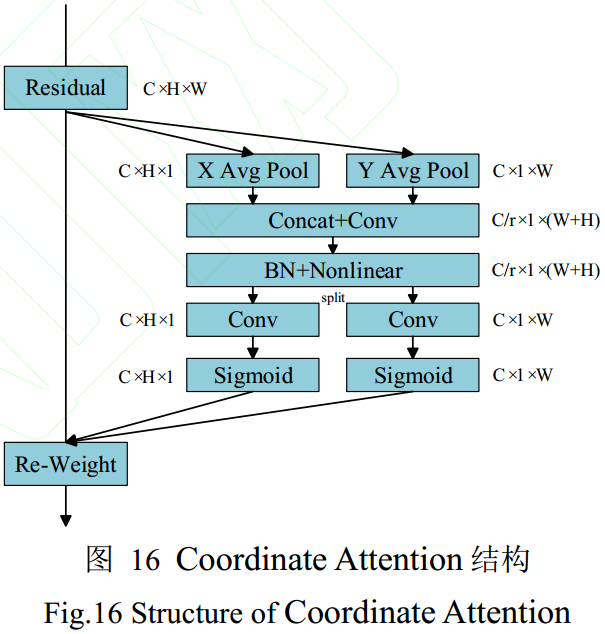 Residual C×H×W
C×H×1 X Avg Pool Y Avg Pool C×1×W
Concat+Conv C/r×1×(W+H)
BN+Nonlinear C/r×1×(W+H)
split
C×H×1 Conv Conv C×1×W
C×H×1 Sigmoid Sigmoid C×1×W
Re-Weight
图 16 Coordinate Attention 结构
Fig.16 Structure of Coordinate Attention